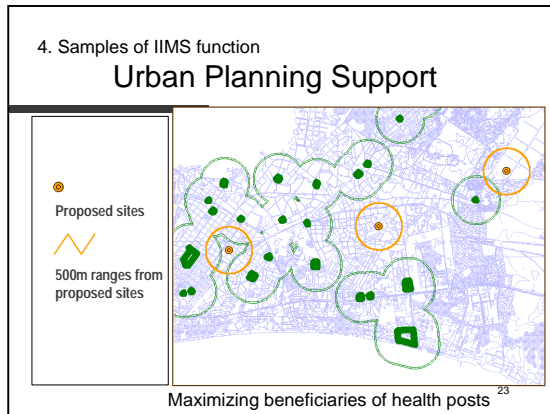 4. Samples of IIMS function
Urban Planning Support
Proposed sites
500m ranges from
proposed sites
Maximizing beneficiaries of health posts
23